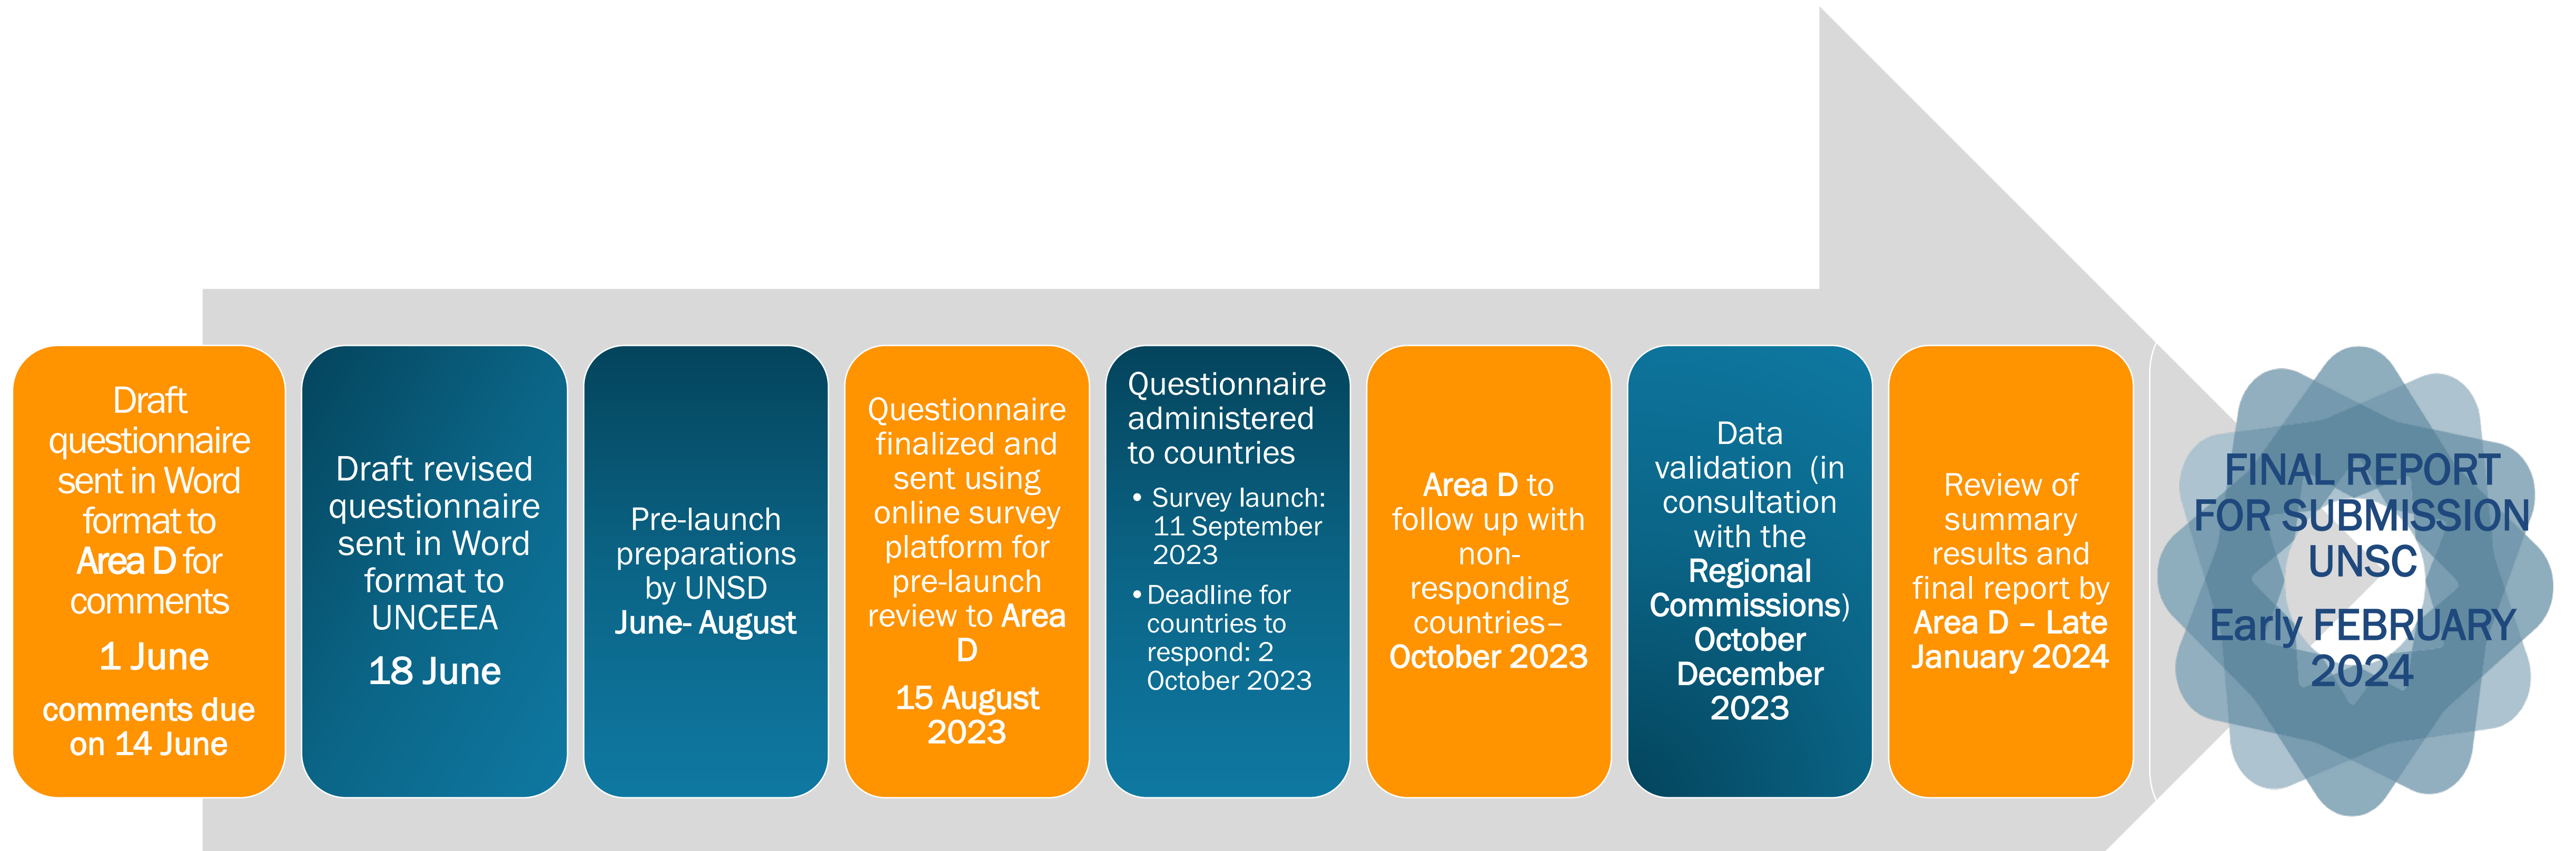 Draft
questionnaire
sent in Word
format to
Area D for
comments
1 June
comments due
on 14 June
Draft revised
questionnaire
sent in Word
format to
UNCEEA
18 June
Pre-launch
preparations
by UNSD
June- August
Questionnaire
finalized and
sent using
online survey
platform for
pre-launch
review to Area
D
15 August
2023
Questionnaire
administered
to countries
• Survey launch:
11 September
2023
• Deadline for
countries to
respond: 2
October 2023
Area D to
follow up with
non-
responding
countries–
October 2023
Data
validation (in
consultation
with the
Regional
Commissions)
October
December
2023
Review of
summary
results and
final report by
Area D – Late
January 2024
FINAL REPORT
FOR SUBMISSION
UNSC
Early FEBRUARY
2024